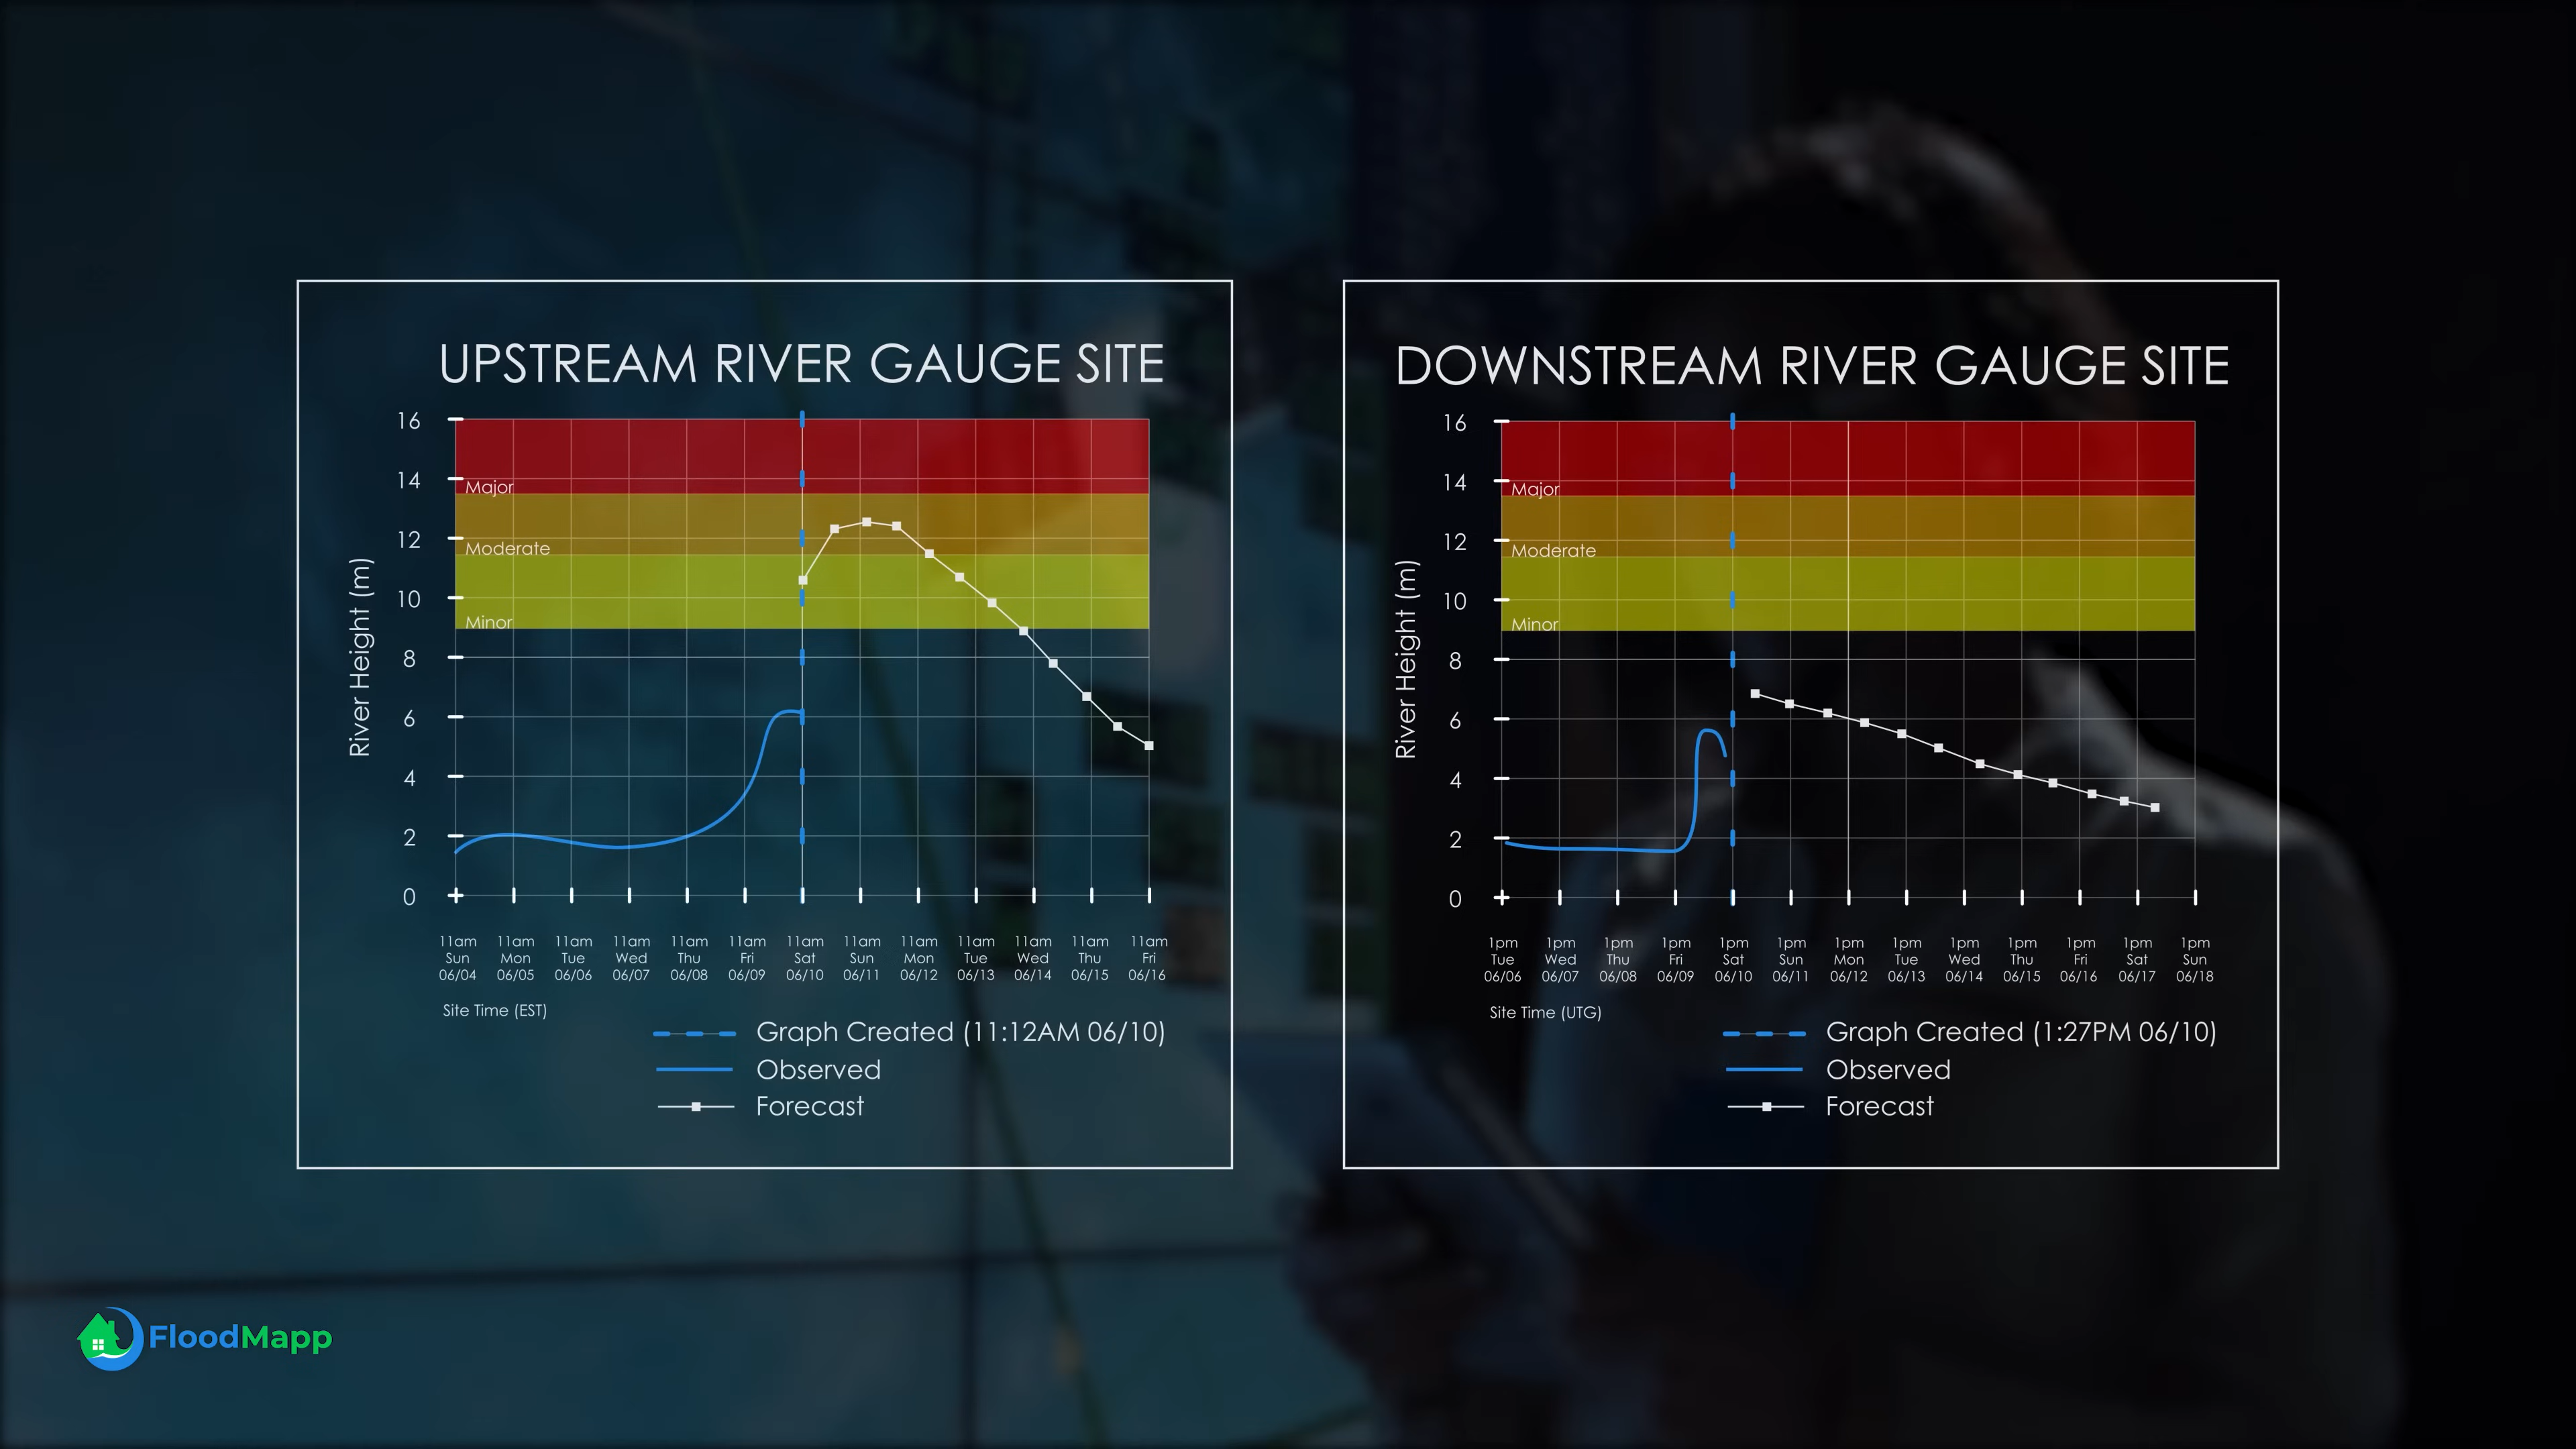 UPSTREAM RIVER GAUGE SITE
River Height (m)
16
14
12
10
8
6
4
2
0
Major
Moderate
Minor
11am 11am 11am 11am 11am 11am 11am 11am 11am 11am 11am 11am 11am
Sun Mon Tue Wed Thu Fri Sat Sun Mon Tue Wed Thu Fri
06/04 06/05 06/06 06/07 06/08 06/09 06/10 06/11 06/12 06/13 06/14 06/15 06/16
Site Time (EST)
Graph Created (11:12AM 06/10)
Observed
Forecast
DOWNSTREAM RIVER GAUGE SITE
River Height (m)
16
14
12
10
8
6
4
2
0
Major
Moderate
Minor
1pm 1pm 1pm 1pm 1pm 1pm 1pm 1pm 1pm 1pm 1pm 1pm 1pm
Tue Wed Thu Fri Sat Sun Mon Tue Wed Thu Fri Sat Sun
06/06 06/07 06/08 06/09 06/10 06/11 06/12 06/13 06/14 06/15 06/16 06/17 06/18
Site Time (UTG)
Graph Created (1:27PM 06/10)
Observed
Forecast
FloodMapp